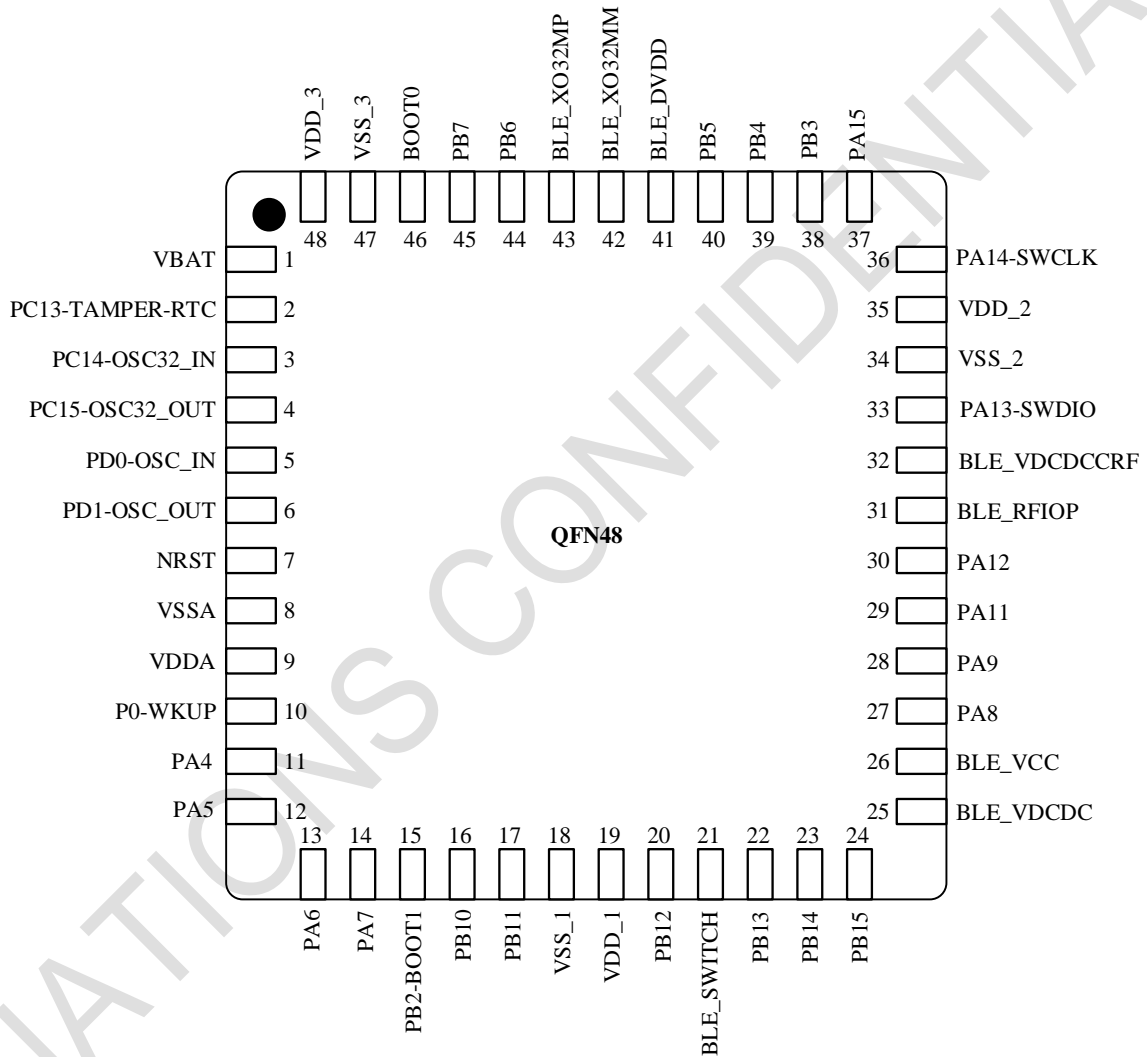 VDD_3
VSS_3
BOOT0
PB7
PB6
BLE_XO32MP
BLE_XO32MM
BLE_DVDD
PB5
PB4
PB3
PA15
48
47
46
45
44
43
42
41
40
39
38
37
VBAT 1
PC13-TAMPER-RTC 2
PC14-OSC32_IN 3
PC15-OSC32_OUT 4
PD0-OSC_IN 5
PD1-OSC_OUT 6
NRST 7
VSSA 8
VDDA 9
P0-WKUP 10
PA4 11
PA5 12
QFN48
36 PA14-SWCLK
35 VDD_2
34 VSS_2
33 PA13-SWDIO
32 BLE_VDCDCCRF
31 BLE_RFIOP
30 PA12
29 PA11
28 PA9
27 PA8
26 BLE_VCC
25 BLE_VDCDC
13
14
15
16
17
18
19
20
21
22
23
24
PA6
PA7
PB2-BOOT1
PB10
PB11
VSS_1
VDD_1
PB12
BLE_SWITCH
PB13
PB14
PB15
CONFIDENTIA